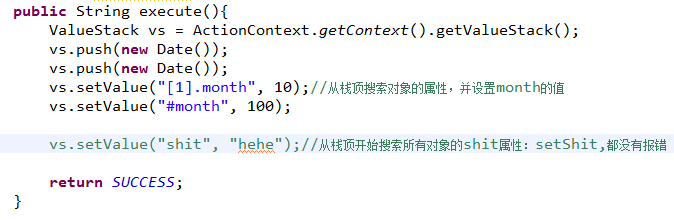 public String execute(){
ValueStack vs = ActionContext.getContext().getValueStack();
vs.push(new Date());
vs.push(new Date());
vs.setValue("[1].month", 10);//从栈顶搜索对象的属性，并设置month的值
vs.setValue("#month", 100);
vs.setValue("shit", "hehe");//从栈顶开始搜索所有对象的shit属性：setShit,都没有报错
return SUCCESS;
}